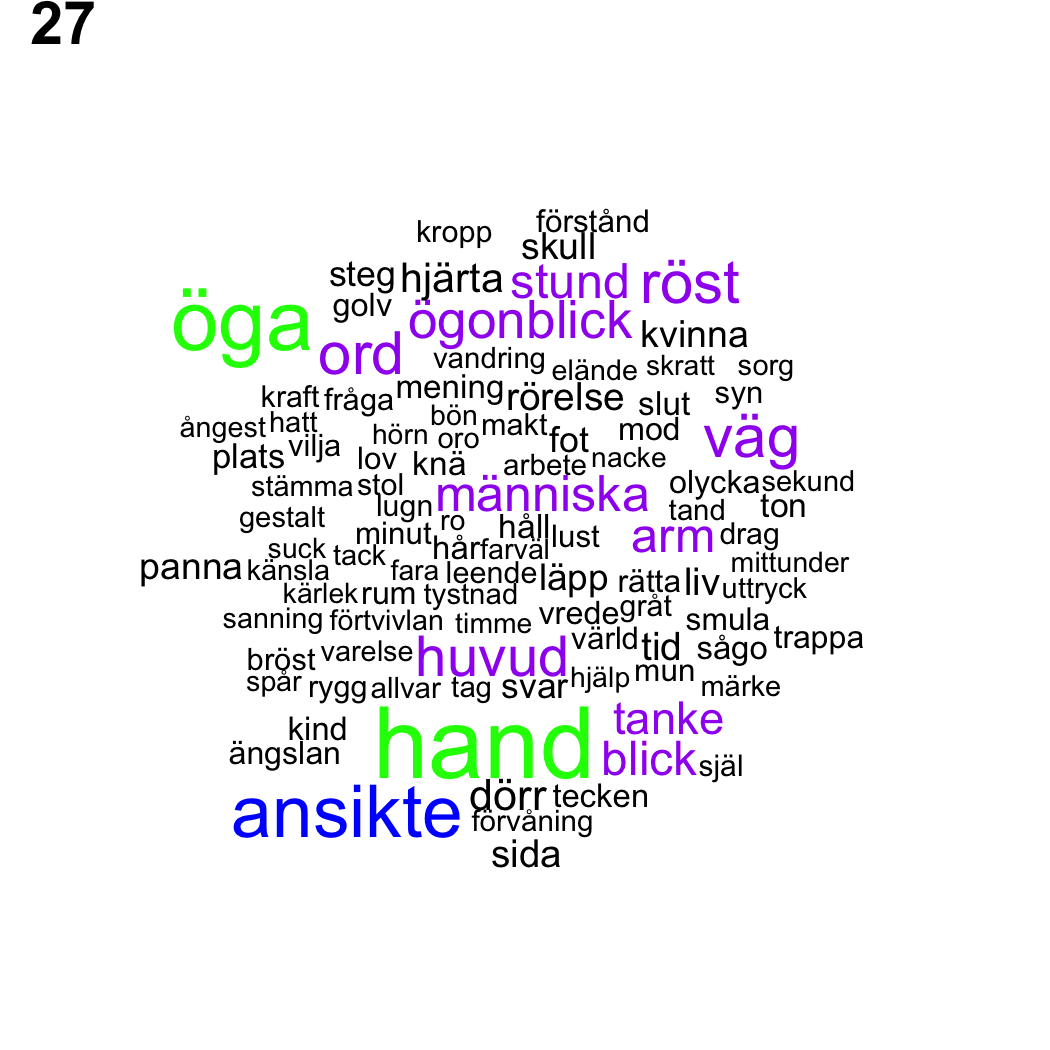 27
kropp förstånd
skull
steg hjärta stund röst
öga golv ögonblick
ord kvinna
vandring elände skratt sorg
kraft fråga mening rörelse slut syn
ångest hatt bön makt mod väg
vilja hörn oro fot
plats lov knä arbete nacke
stämma stol människa olycka sekund
gestalt lugn ro tand ton
minut håll lust arm drag
suck tack hår farväl mittunder
panna känsla fara leende läpp rätta liv uttryck
kärlek rum tystnad
sanning förtvivlan timme vrede gråt smula
bröst varelse huvud värld tid sågo trappa
spår rygg allvar tag svar hjälp mun märke
kind hand tanke
ängslan blick själ
ansikte dörr tecken
förvåning
sida